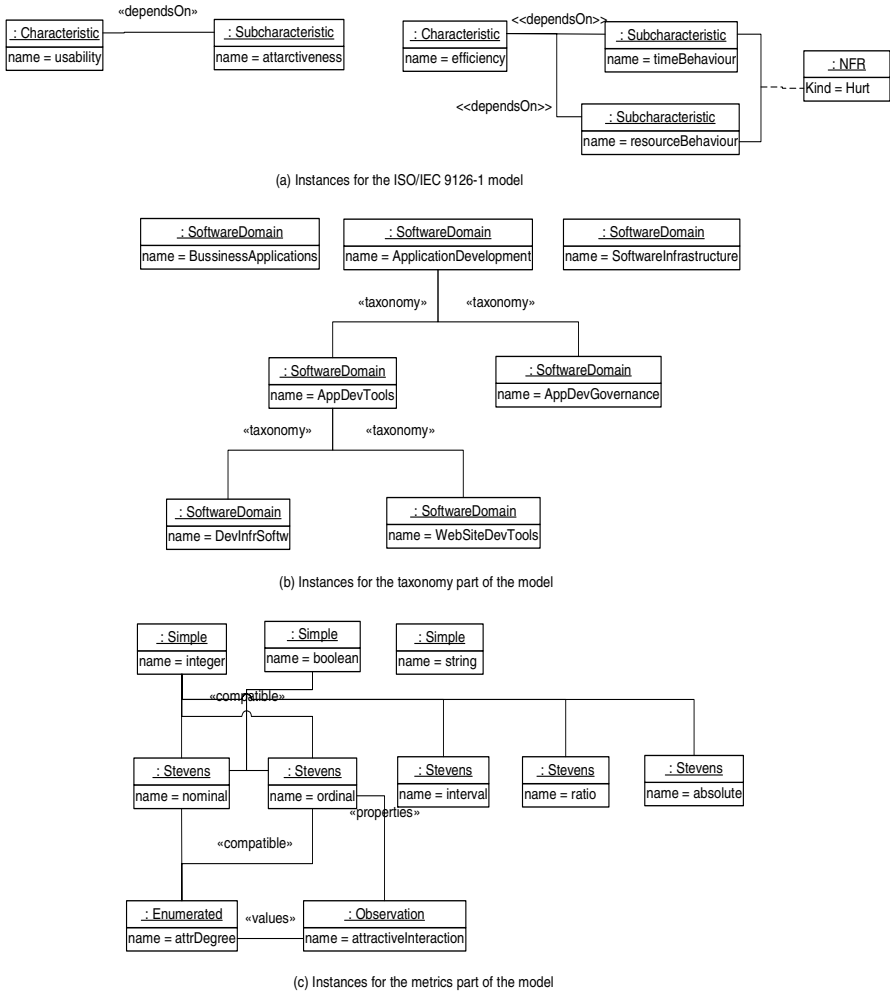 «dependsOn»
: Characteristic
name = usability
: Subcharacteristic
name = attarctiveness
: Characteristic
name = efficiency
<<dependsOn>>
: Subcharacteristic
name = timeBehaviour
: NFR
Kind = Hurt
<<dependsOn>>
: Subcharacteristic
name = resourceBehaviour
(a) Instances for the ISO/IEC 9126-1 model
: SoftwareDomain
name = BussinessApplications
: SoftwareDomain
name = ApplicationDevelopment
: SoftwareDomain
name = SoftwareInfrastructure
«taxonomy»
«taxonomy»
: SoftwareDomain
name = AppDevTools
: SoftwareDomain
name = AppDevGovernance
«taxonomy»
«taxonomy»
: SoftwareDomain
name = DevInfrSoftw
: SoftwareDomain
name = WebSiteDevTools
(b) Instances for the taxonomy part of the model
: Simple
name = integer
: Simple
name = boolean
: Simple
name = string
«compatible»
: Stevens
name = nominal
: Stevens
name = ordinal
: Stevens
name = interval
: Stevens
name = ratio
: Stevens
name = absolute
«properties»
«compatible»
: Enumerated
name = attrDegree
«values»
: Observation
name = attractiveInteraction
(c) Instances for the metrics part of the model